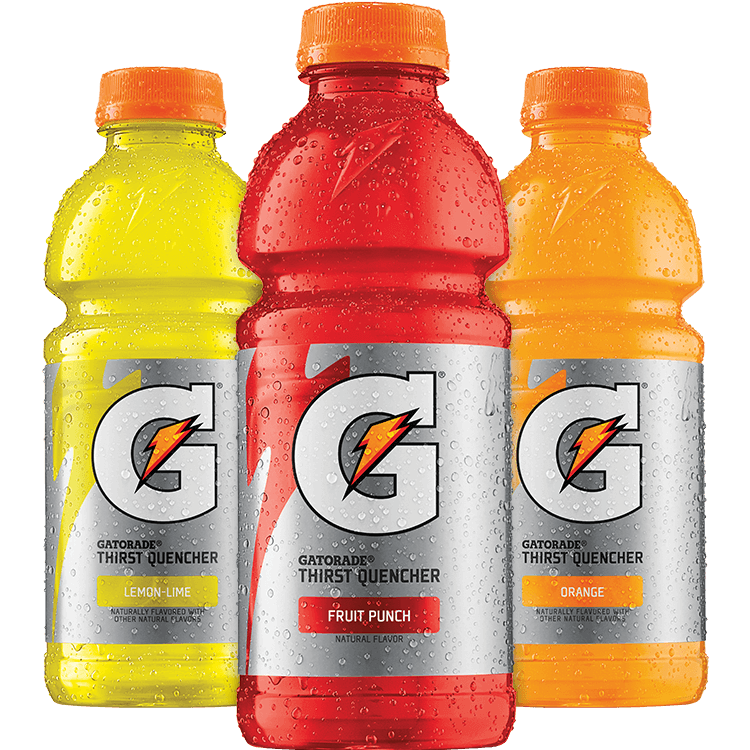 G®
GATORADE®
THIRST QUENCHER
LEMON-LIME
NATURALLY FLAVORED WITH
OTHER NATURAL FLAVORS
G®
GATORADE®
THIRST QUENCHER
FRUIT PUNCH
NATURAL FLAVOR
G®
GATORADE®
THIRST QUENCHER
ORANGE
NATURALLY FLAVORED WITH
OTHER NATURAL FLAVORS